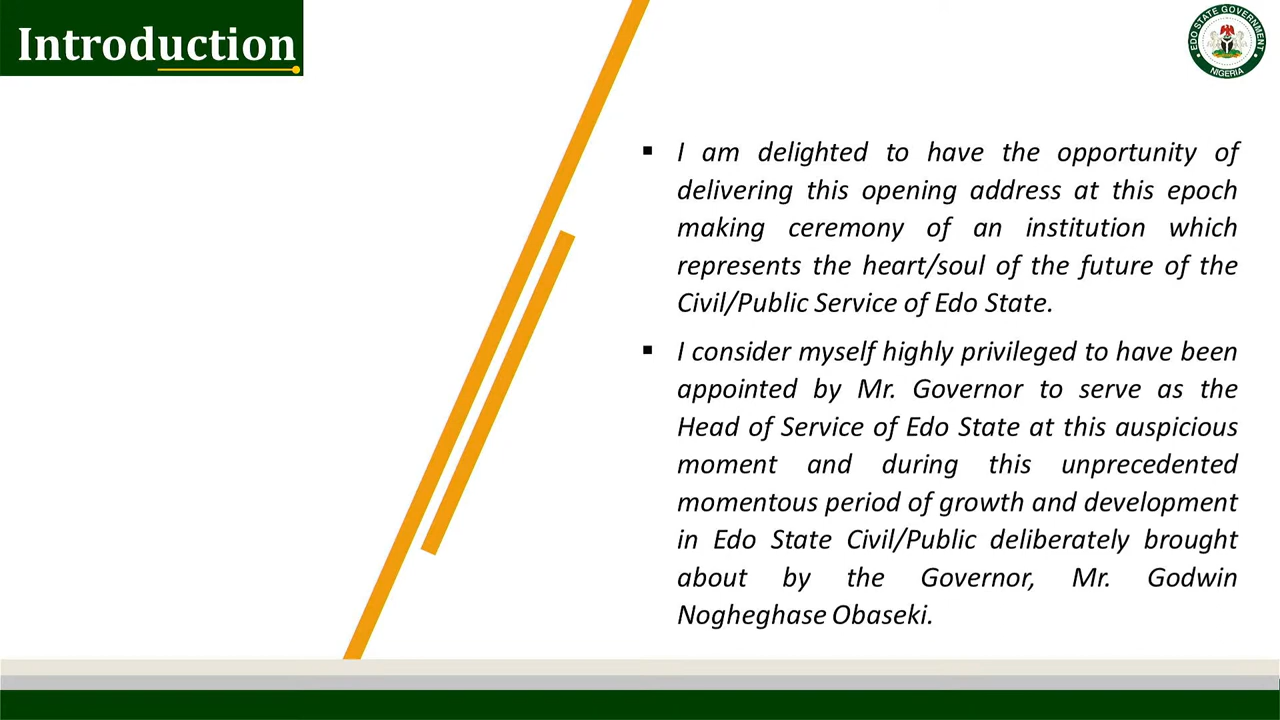 Introduction
EDO STATE GOVERNMENT
NIGERIA
▪ I am delighted to have the opportunity of
delivering this opening address at this epoch
making ceremony of an institution which
represents the heart/soul of the future of the
Civil/Public Service of Edo State.
▪ I consider myself highly privileged to have been
appointed by Mr. Governor to serve as the
Head of Service of Edo State at this auspicious
moment and during this unprecedented
momentous period of growth and development
in Edo State Civil/Public deliberately brought
about by the Governor, Mr. Godwin
Nogheghase Obaseki.